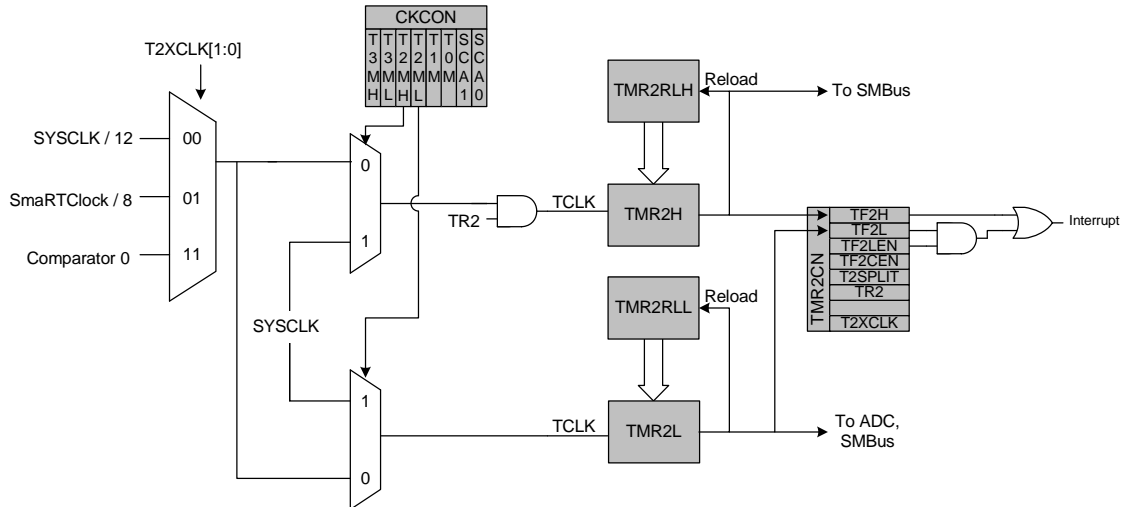 CKCON
T3MH T3ML T2MH T2ML T1M T0M SCA1 SCA0
T2XCLK[1:0]
SYSCLK / 12
00
SmaRTClock / 8
01
Comparator 0
11
0
1
TR2
TCLK
TMR2RLH
Reload
To SMBus
TMR2H
TMR2CN
TF2H
TF2L
TF2LEN
TF2CEN
T2SPLIT
TR2
T2XCLK
Interrupt
SYSCLK
1
0
TCLK
TMR2RLL
Reload
TMR2L
To ADC,
SMBus